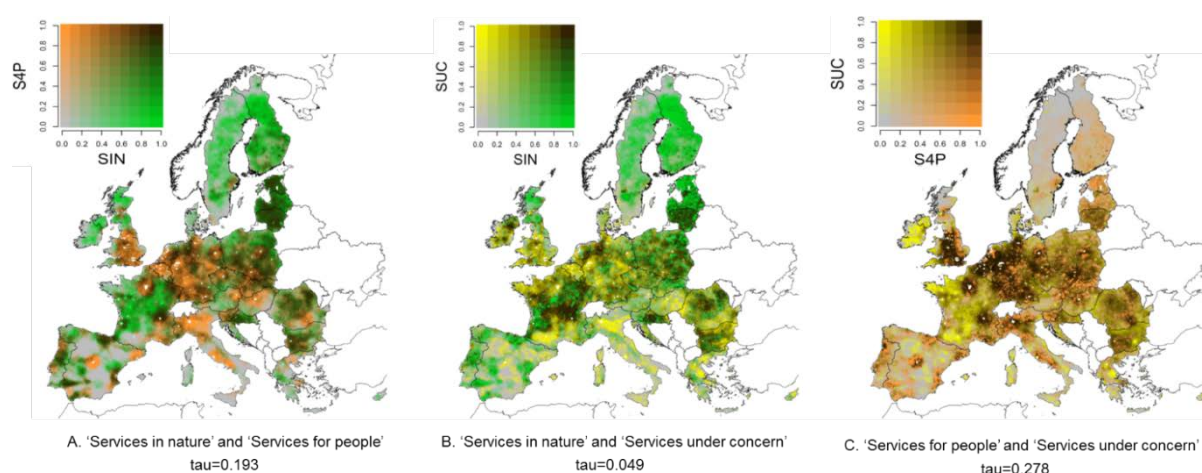 S4P
0.0 0.2 0.4 0.6 0.8 1.0
0.0 0.2 0.4 0.6 0.8 1.0
SIN
SUC
0.0 0.2 0.4 0.6 0.8 1.0
0.0 0.2 0.4 0.6 0.8 1.0
SIN
SUC
0.0 0.2 0.4 0.6 0.8 1.0
0.0 0.2 0.4 0.6 0.8 1.0
S4P
A. ‘Services in nature’ and ‘Services for people’
tau=0.193
B. ‘Services in nature’ and ‘Services under concern’
tau=0.049
C. ‘Services for people’ and ‘Services under concern’
tau=0.278